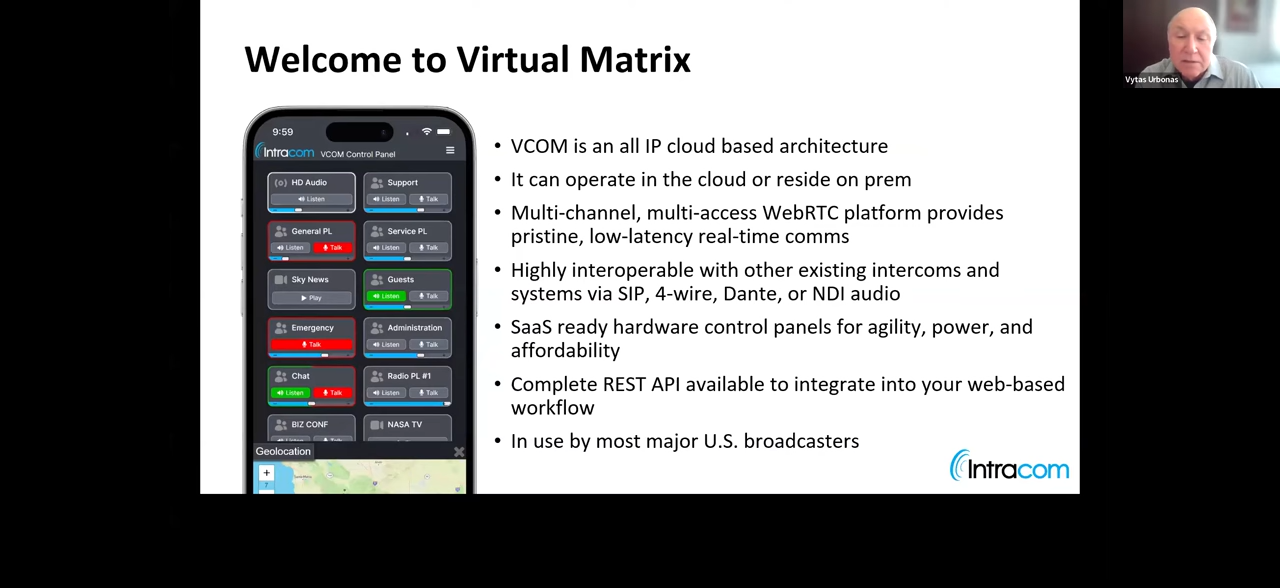 Welcome to Virtual Matrix
Vytas Urbonas
9:59
Intracom VCOM Control Panel
HD Audio
Listen
Support
Listen Talk
General PL
Listen Talk
Service PL
Listen Talk
Sky News
Play
Guests
Listen Talk
Emergency
Talk
Administration
Listen Talk
Chat
Listen Talk
Radio PL #1
Listen Talk
BIZ CONF
NASA TV
Geolocation
+
• VCOM is an all IP cloud based architecture
• It can operate in the cloud or reside on prem
• Multi-channel, multi-access WebRTC platform provides
pristine, low-latency real-time comms
• Highly interoperable with other existing intercoms and
systems via SIP, 4-wire, Dante, or NDI audio
• SaaS ready hardware control panels for agility, power, and
affordability
• Complete REST API available to integrate into your web-based
workflow
• In use by most major U.S. broadcasters
Intracom